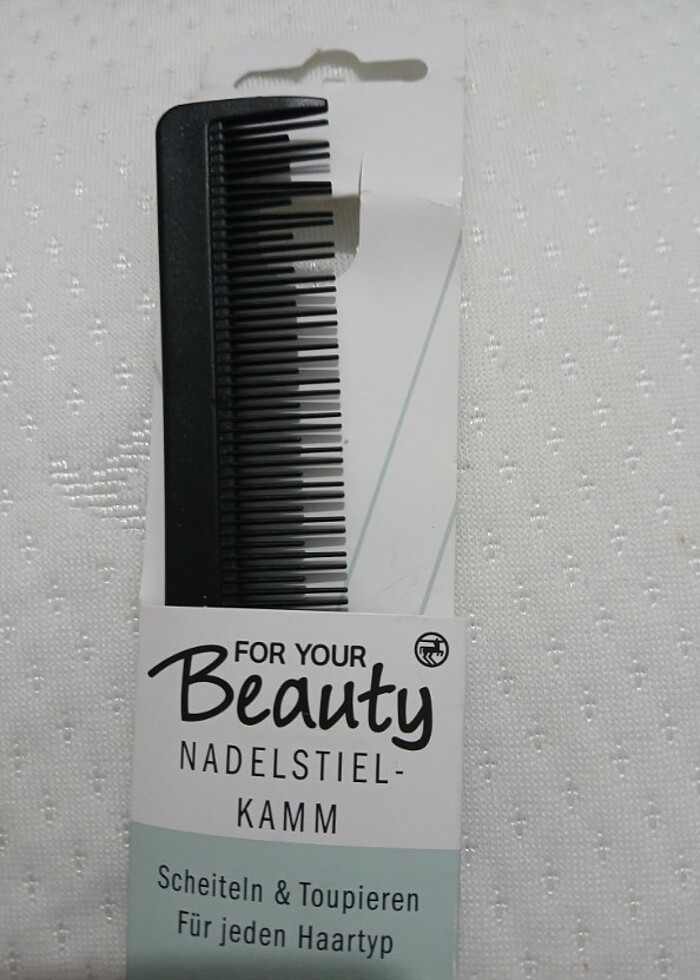 FOR YOUR
Beauty
NADELSTIEL-
KAMM
Scheiteln & Toupieren
Für jeden Haartyp